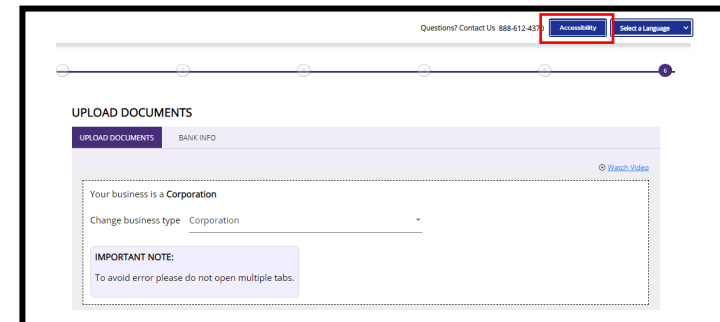 Questions? Contact Us 888-612-4370 Accessibility Select a Language
6
UPLOAD DOCUMENTS
UPLOAD DOCUMENTS BANK INFO
Watch Video
Your business is a Corporation
Change business type Corporation
IMPORTANT NOTE:
To avoid error please do not open multiple tabs.